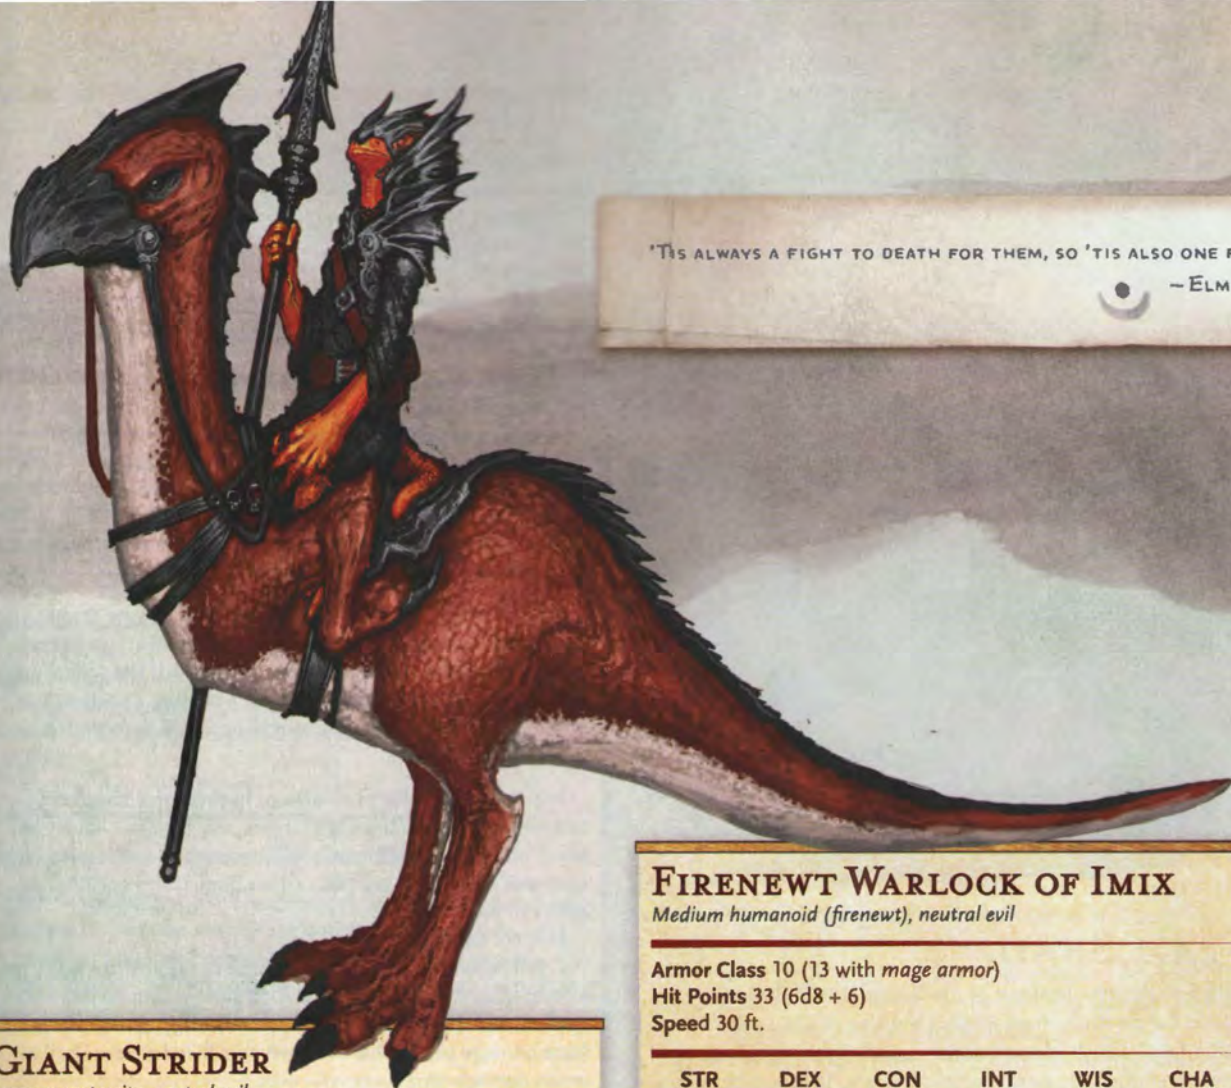 'TIS ALWAYS A FIGHT TO DEATH FOR THEM, SO 'TIS ALSO ONE
— ELM
FIRENEWT WARLOCK OF IMIX
Medium humanoid (firenewt), neutral evil
Armor Class 10 (13 with mage armor)
Hit Points 33 (6d8 + 6)
Speed 30 ft.
STR DEX CON INT WIS CHA
GIANT STRIDER